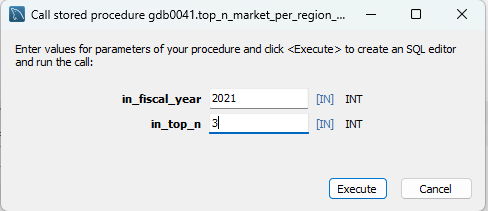 Call stored procedure gdb0041.top_n_market_per_region_...
Enter values for parameters of your procedure and click <Execute> to create an SQL editor
and run the call:
in_fiscal_year 2021 [IN] INT
in_top_n 3 [IN] INT
Execute Cancel